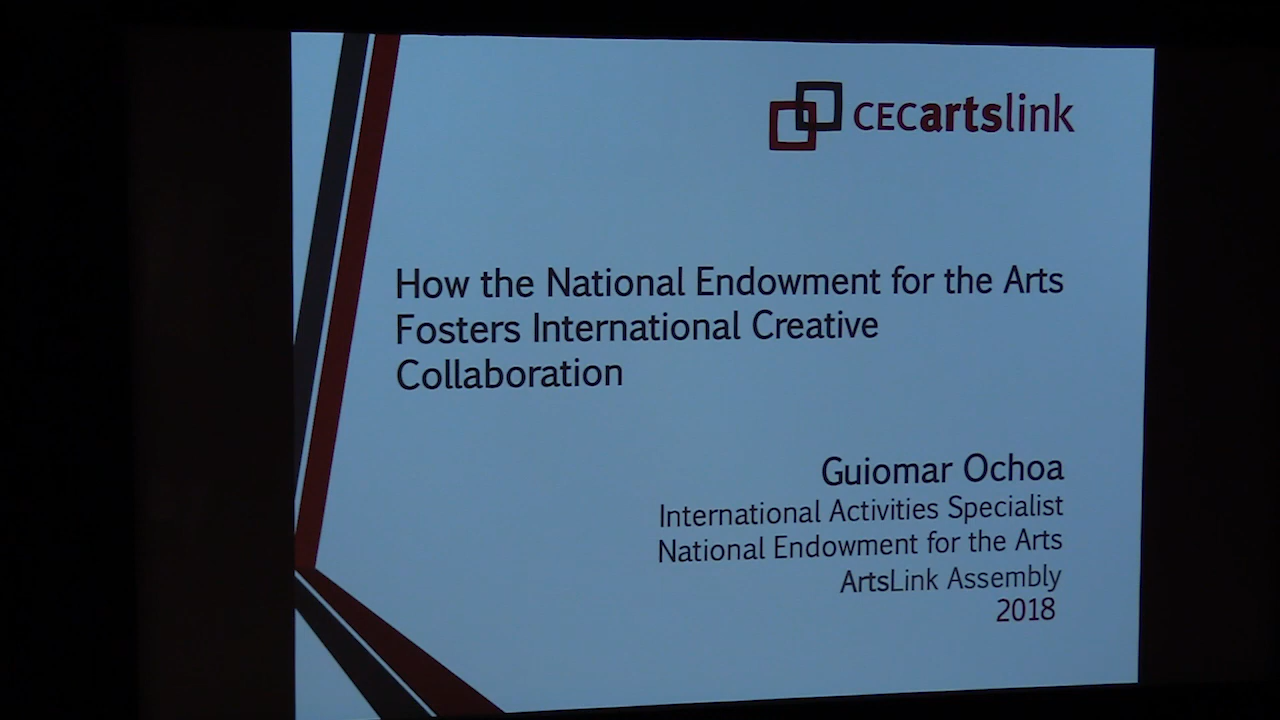 CECartslink
How the National Endowment for the Arts
Fosters International Creative
Collaboration
Guiomar Ochoa
International Activities Specialist
National Endowment for the Arts
ArtsLink Assembly
2018